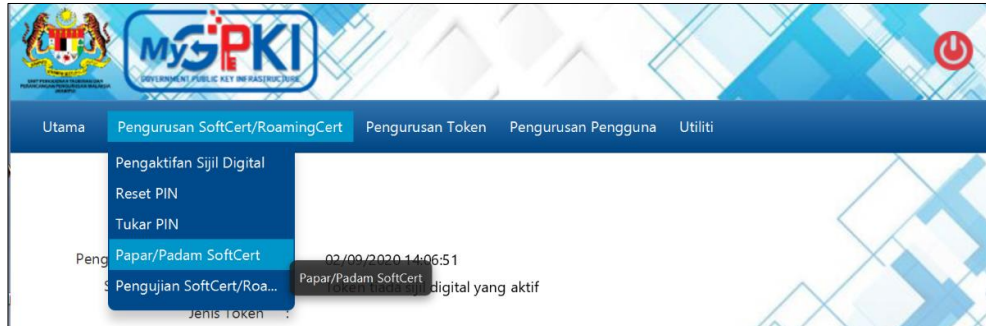 MyGPKI
GOVERNMENT PUBLIC KEY INFRASTRUCTURE
Utama Pengurusan SoftCert/RoamingCert Pengurusan Token Pengurusan Pengguna Utiliti
Pengaktifan Sijil Digital
Reset PIN
Tukar PIN
Peng Papar/Padam SoftCert 02/09/2020 14:06:51
Papar/Padam SoftCert
S Pengujian SoftCert/Roa... Token tiada sijil digital yang aktif
Jenis Token :